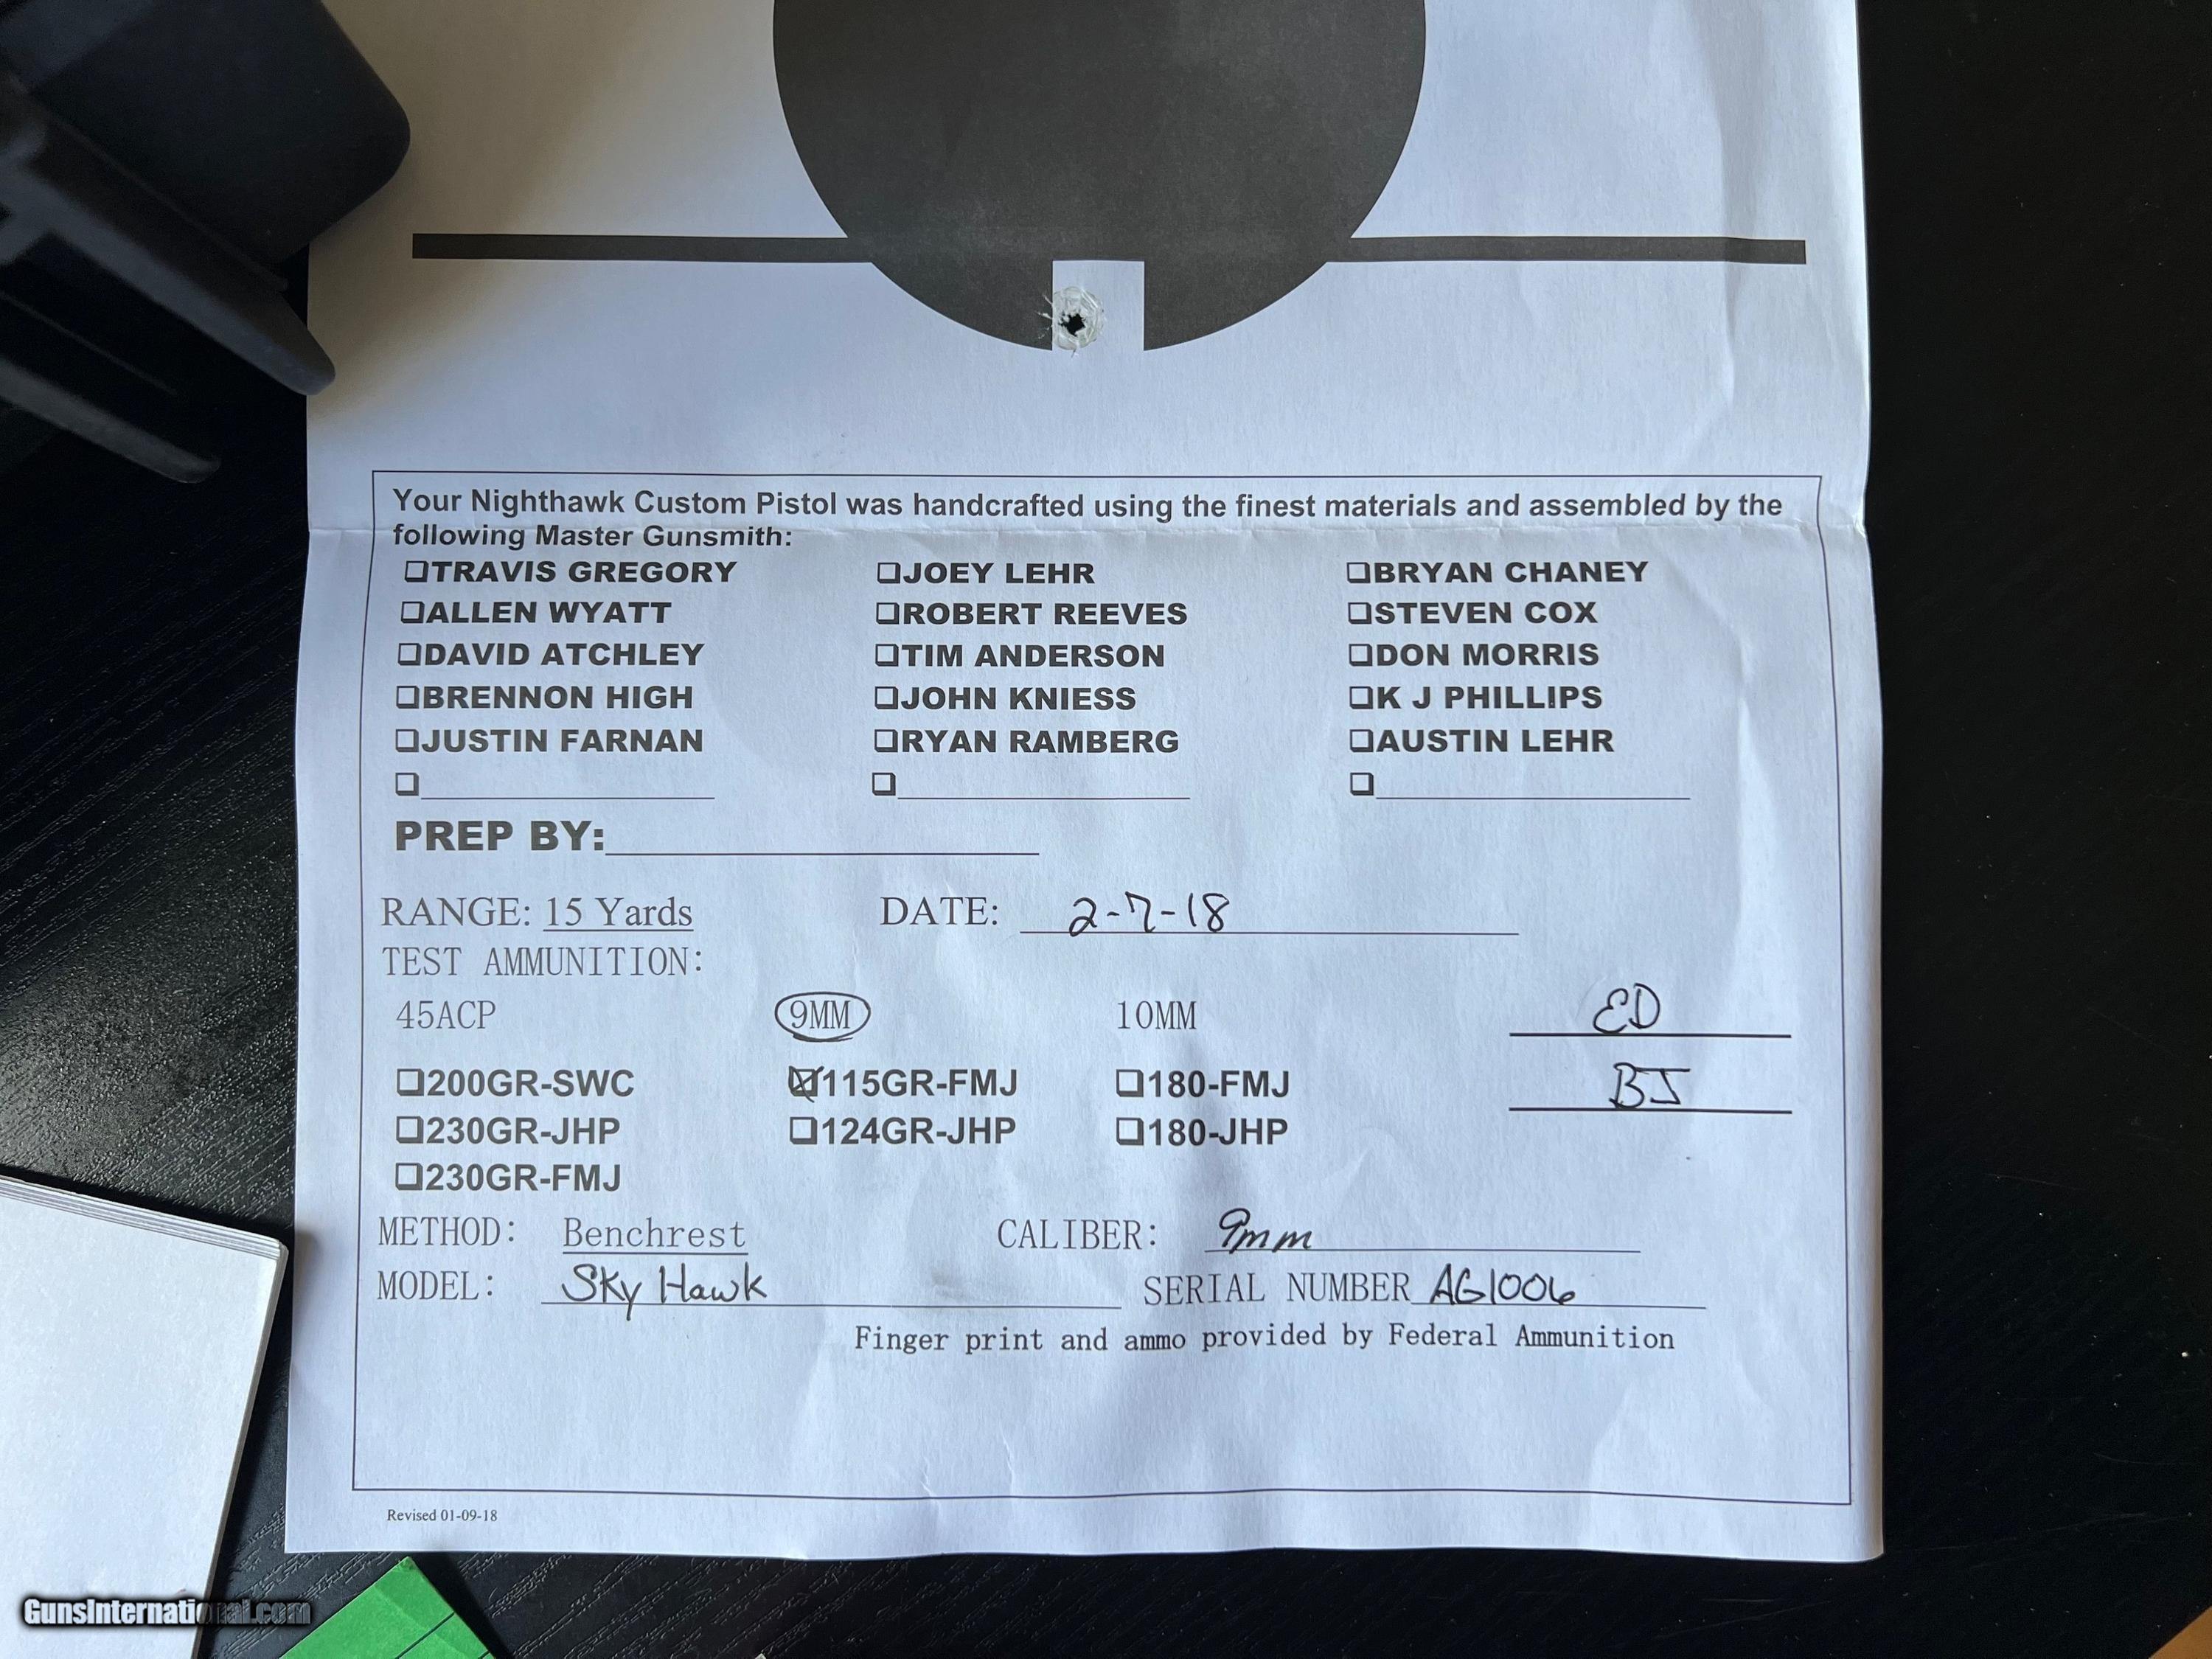 Your Nighthawk Custom Pistol was handcrafted using the finest materials and assembled by the
following Master Gunsmith:
☐TRAVIS GREGORY ☐JOEY LEHR ☐BRYAN CHANEY
☐ALLEN WYATT ☐ROBERT REEVES ☐STEVEN COX
☐DAVID ATCHLEY ☐TIM ANDERSON ☐DON MORRIS
☐BRENNON HIGH ☐JOHN KNIESS ☐K J PHILLIPS
☐JUSTIN FARNAN ☐RYAN RAMBERG ☐AUSTIN LEHR
☐ ☐ ☐
PREP BY:
RANGE: 15 Yards DATE: 2-7-18
TEST AMMUNITION:
45ACP 9MM 10MM ED
☐200GR-SWC ☒115GR-FMJ ☐180-FMJ BJ
☐230GR-JHP ☐124GR-JHP ☐180-JHP
☐230GR-FMJ
METHOD: Benchrest CALIBER: 9mm
MODEL: Sky Hawk SERIAL NUMBER AG1006
Finger print and ammo provided by Federal Ammunition
Revised 01-09-18
GunsInternational.com